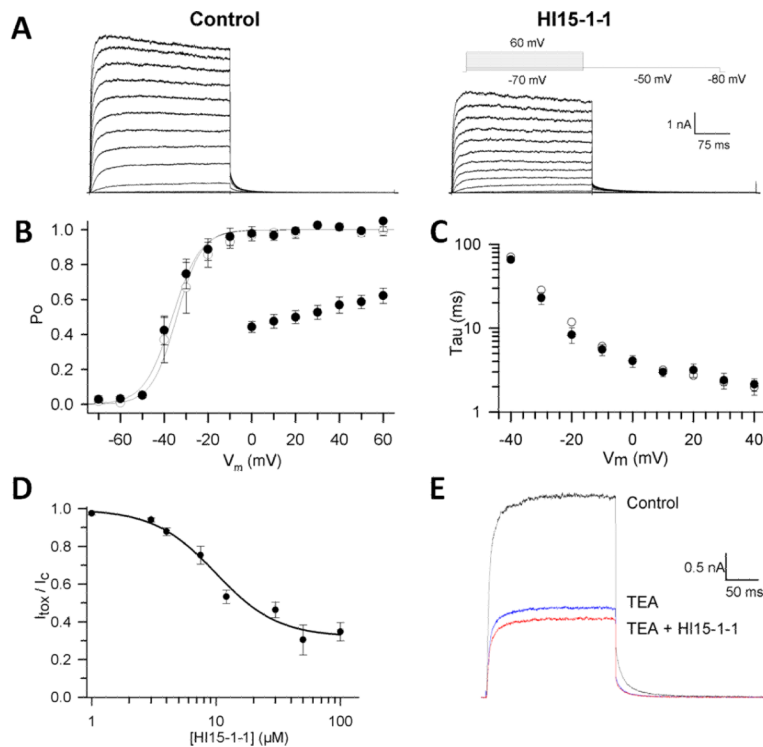 Control
HI15-1-1
A
60 mV
-70 mV
-50 mV
-80 mV
1 nA
75 ms
B
Po
1.0
0.8
0.6
0.4
0.2
0.0
-60
-40
-20
0
20
40
60
Vm (mV)
C
Tau (ms)
100
10
1
-40
-20
0
20
40
Vm (mV)
D
Itox / Ic
1.0
0.8
0.6
0.4
0.2
0.0
1
10
100
[HI15-1-1] (µM)
E
Control
0.5 nA
50 ms
TEA
TEA + HI15-1-1